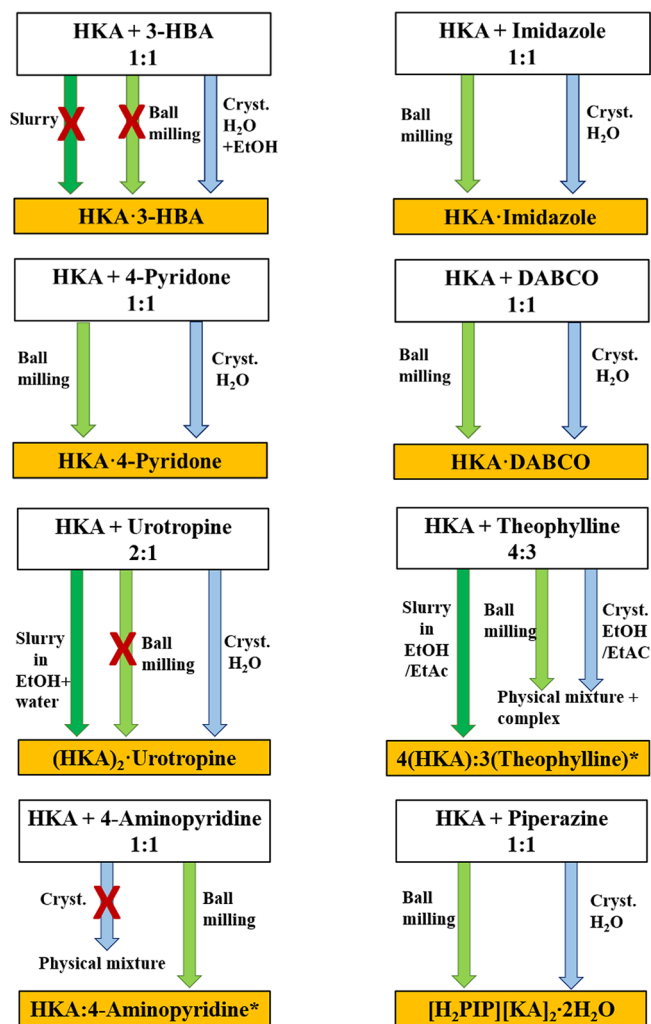 HKA + 3-HBA
1:1
Slurry
Ball
milling
Cryst.
H₂O
+EtOH
HKA·3-HBA
HKA + Imidazole
1:1
Ball
milling
Cryst.
H₂O
HKA·Imidazole
HKA + 4-Pyridone
1:1
Ball
milling
Cryst.
H₂O
HKA·4-Pyridone
HKA + DABCO
1:1
Ball
milling
Cryst.
H₂O
HKA·DABCO
HKA + Urotropine
2:1
Slurry
in
EtOH+
water
Ball
milling
Cryst.
H₂O
(HKA)₂·Urotropine
HKA + Theophylline
4:3
Slurry
in
EtOH
/EtAc
Ball
milling
Cryst.
EtOH
/EtAC
Physical mixture +
complex
4(HKA):3(Theophylline)*
HKA + 4-Aminopyridine
1:1
Cryst.
Physical mixture
Ball
milling
HKA:4-Aminopyridine*
HKA + Piperazine
1:1
Ball
milling
Cryst.
H₂O
[H₂PIP][KA]₂·2H₂O